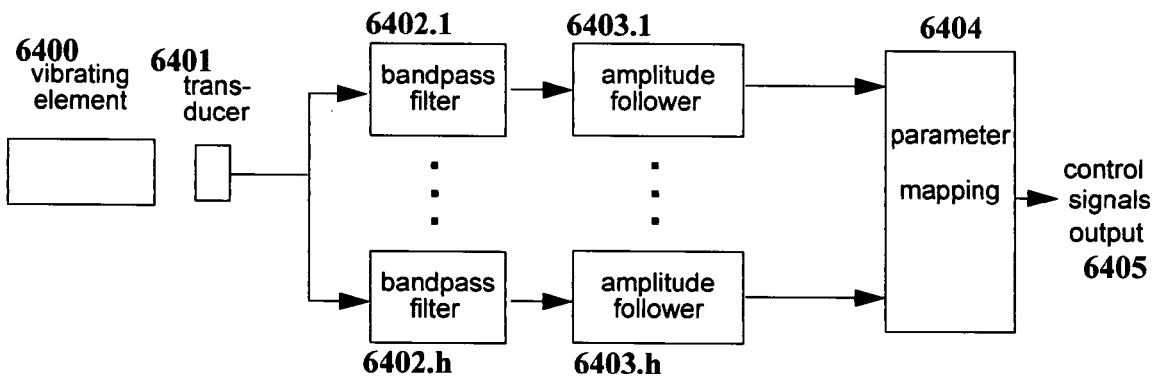 6400
vibrating
element
6401
trans-
ducer
6402.1
bandpass
filter
6403.1
amplitude
follower
6404
parameter
mapping
control
signals
output
6405
bandpass
filter
6402.h
amplitude
follower
6403.h